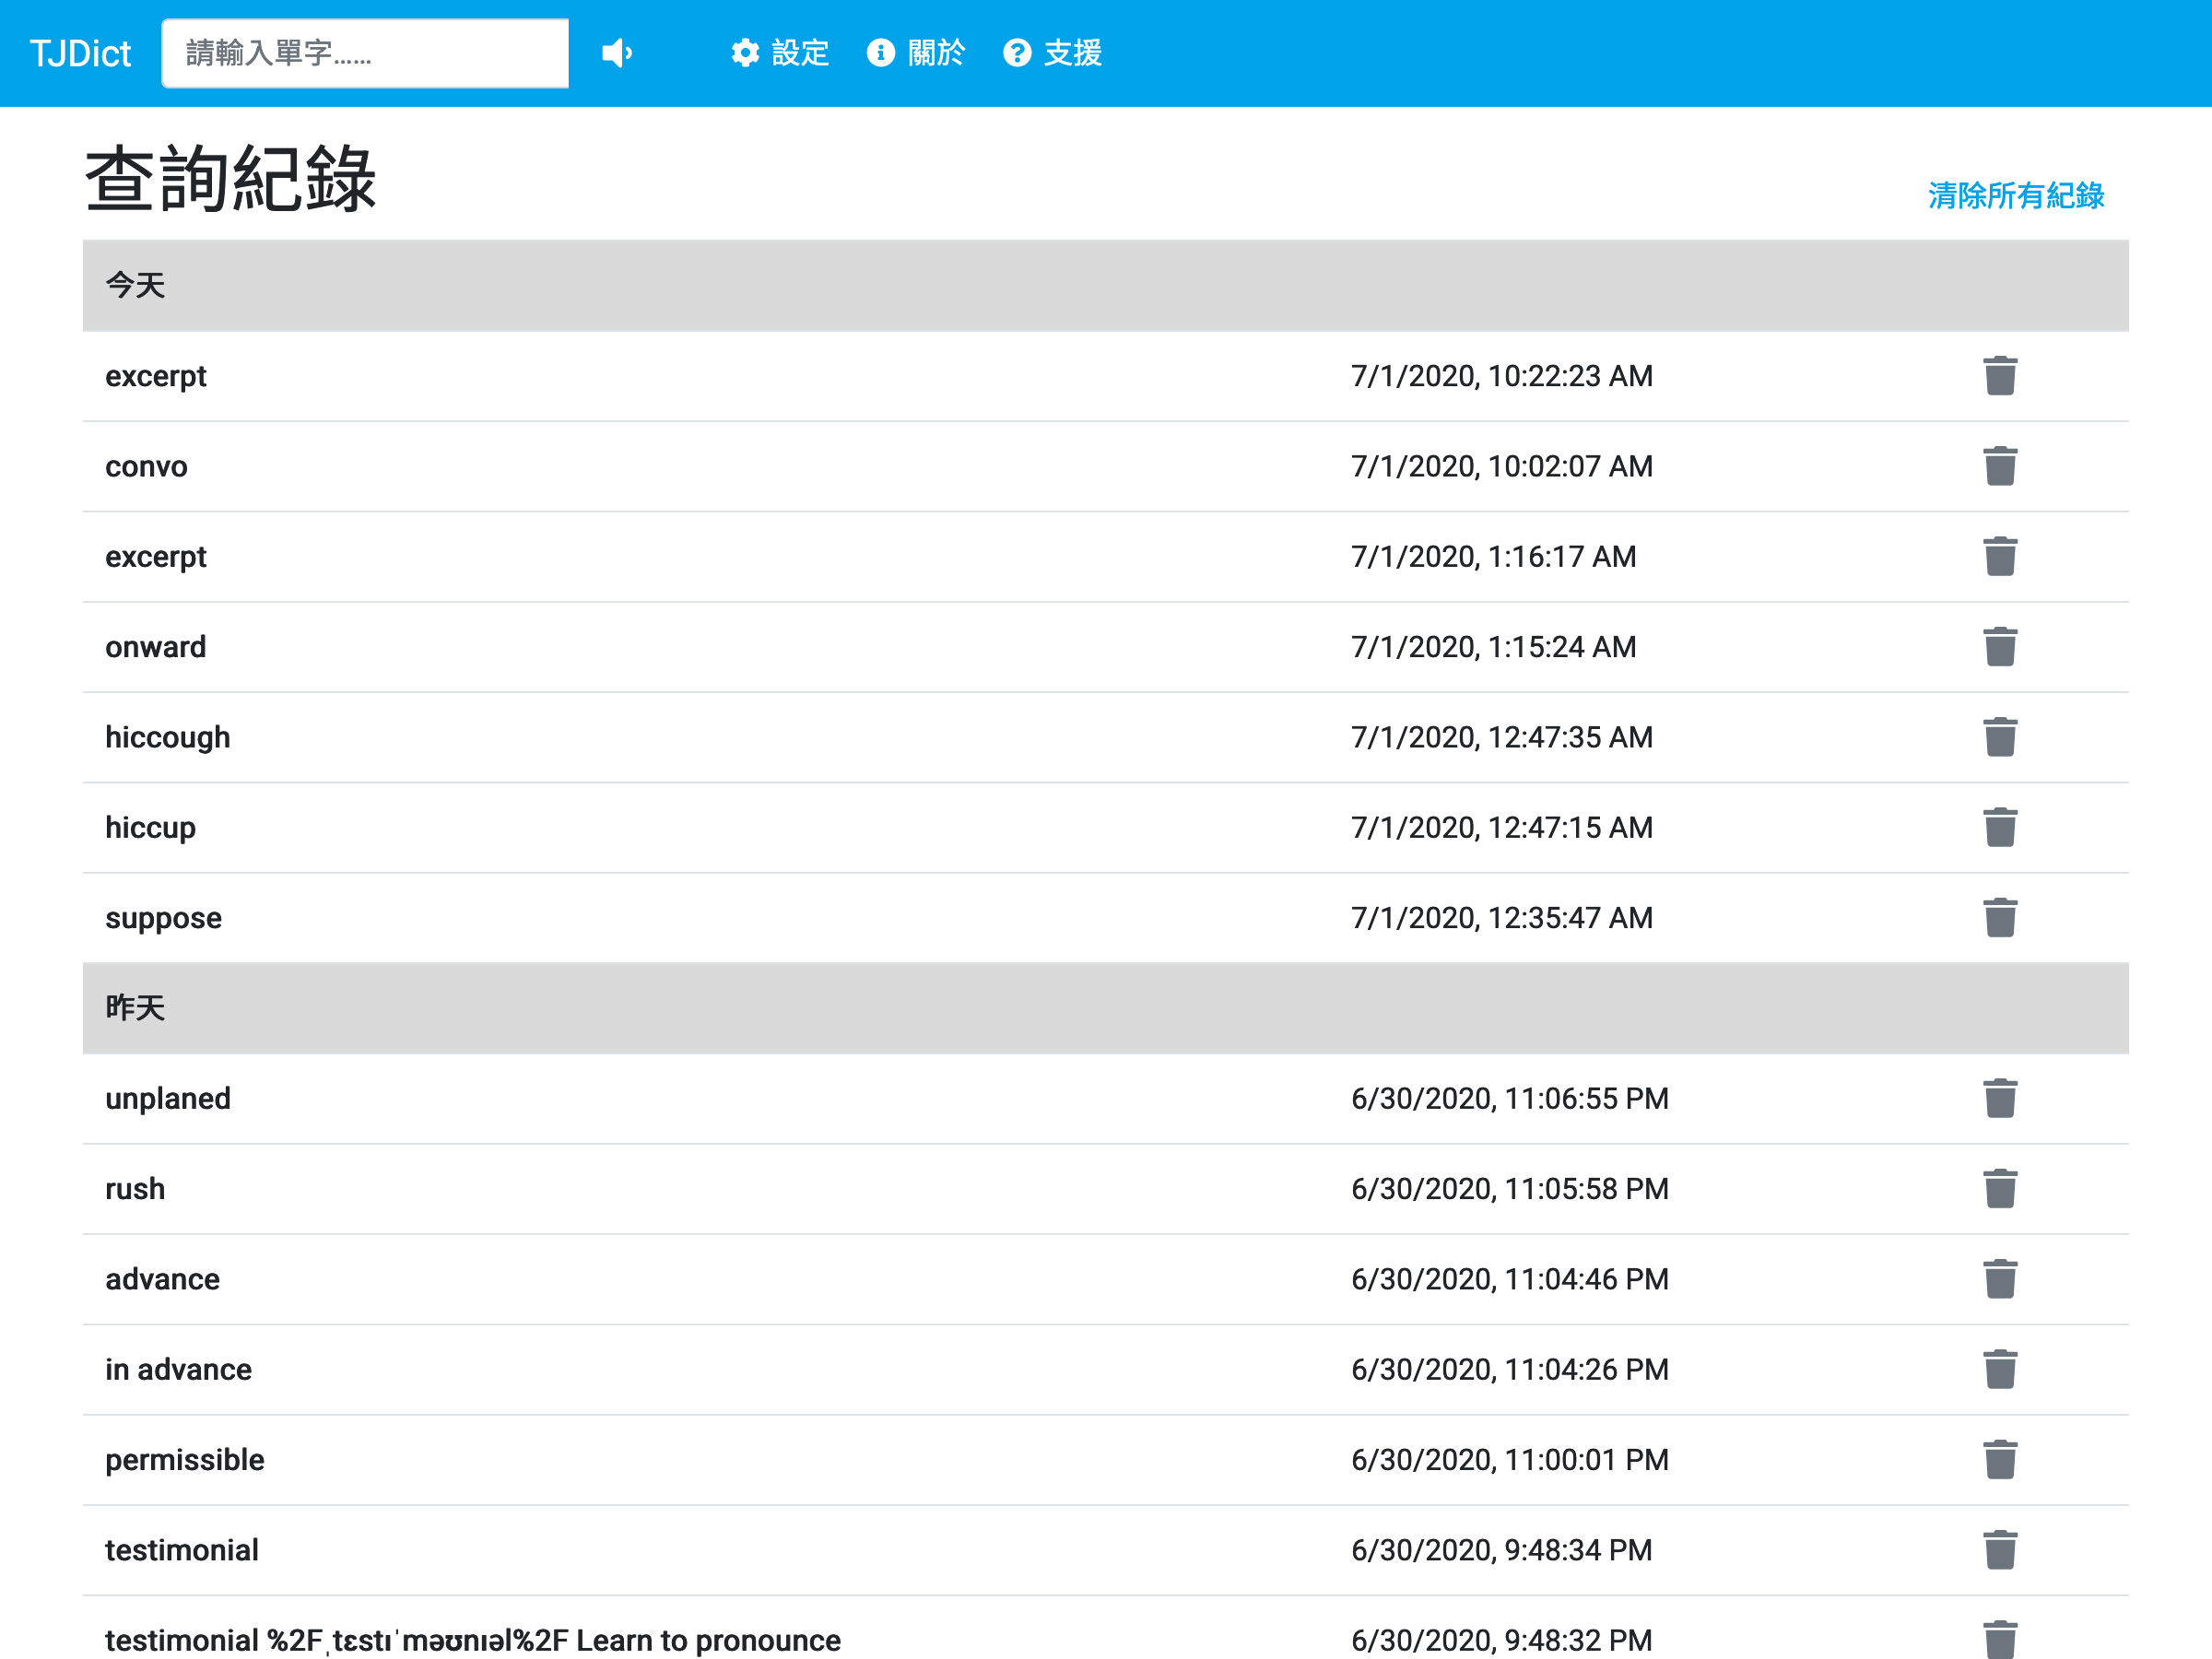 TJDict 請輸入單字...... 設定 關於 支援
查詢紀錄
清除所有紀錄
今天
excerpt 7/1/2020, 10:22:23 AM
convo 7/1/2020, 10:02:07 AM
excerpt 7/1/2020, 1:16:17 AM
onward 7/1/2020, 1:15:24 AM
hiccough 7/1/2020, 12:47:35 AM
hiccup 7/1/2020, 12:47:15 AM
suppose 7/1/2020, 12:35:47 AM
昨天
unplaned 6/30/2020, 11:06:55 PM
rush 6/30/2020, 11:05:58 PM
advance 6/30/2020, 11:04:46 PM
in advance 6/30/2020, 11:04:26 PM
permissible 6/30/2020, 11:00:01 PM
testimonial 6/30/2020, 9:48:34 PM
testimonial %2Fˌtɛstɪˈməʊnɪəl%2F Learn to pronounce 6/30/2020, 9:48:32 PM